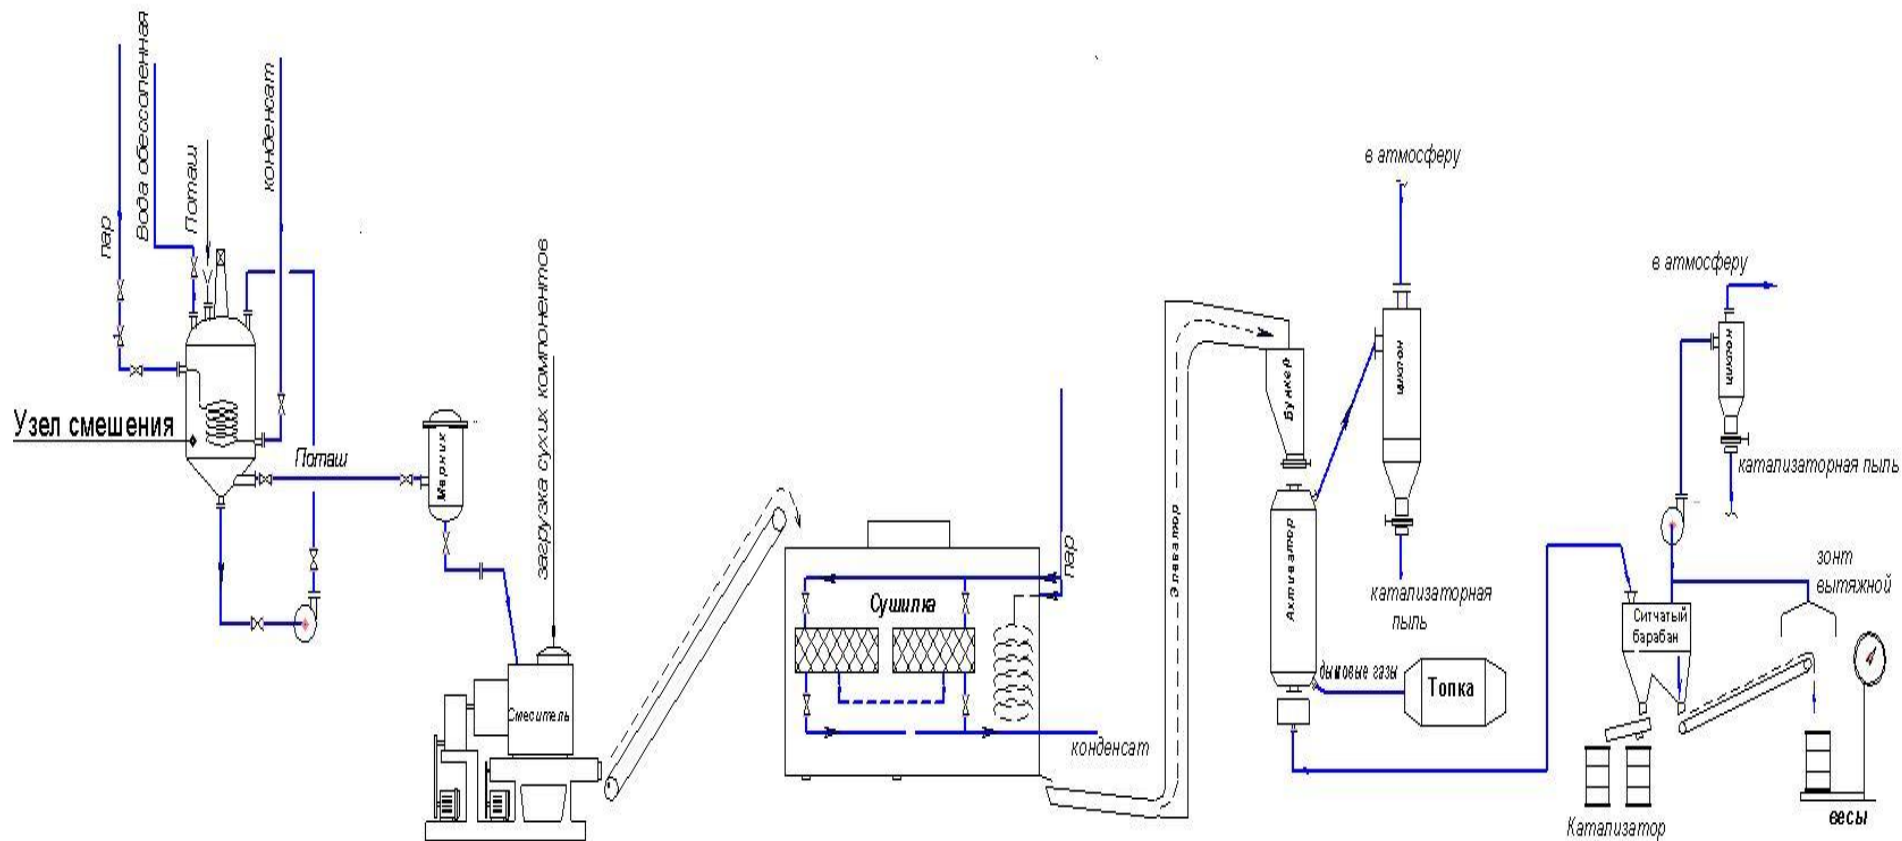 пар
Вода обессоленная
Поташ
конденсат
Узел смешения
Поташ
Мерник
загрузка сухих компонентов
Смеситель
Сушилка
пар
конденсат
Элеватор
Бункер
Активатор
дымовые газы
Топка
в атмосферу
циклон
катализаторная
пыль
в атмосферу
циклон
катализаторная пыль
зонт
вытяжной
Ситчатый
барабан
Катализатор
весы